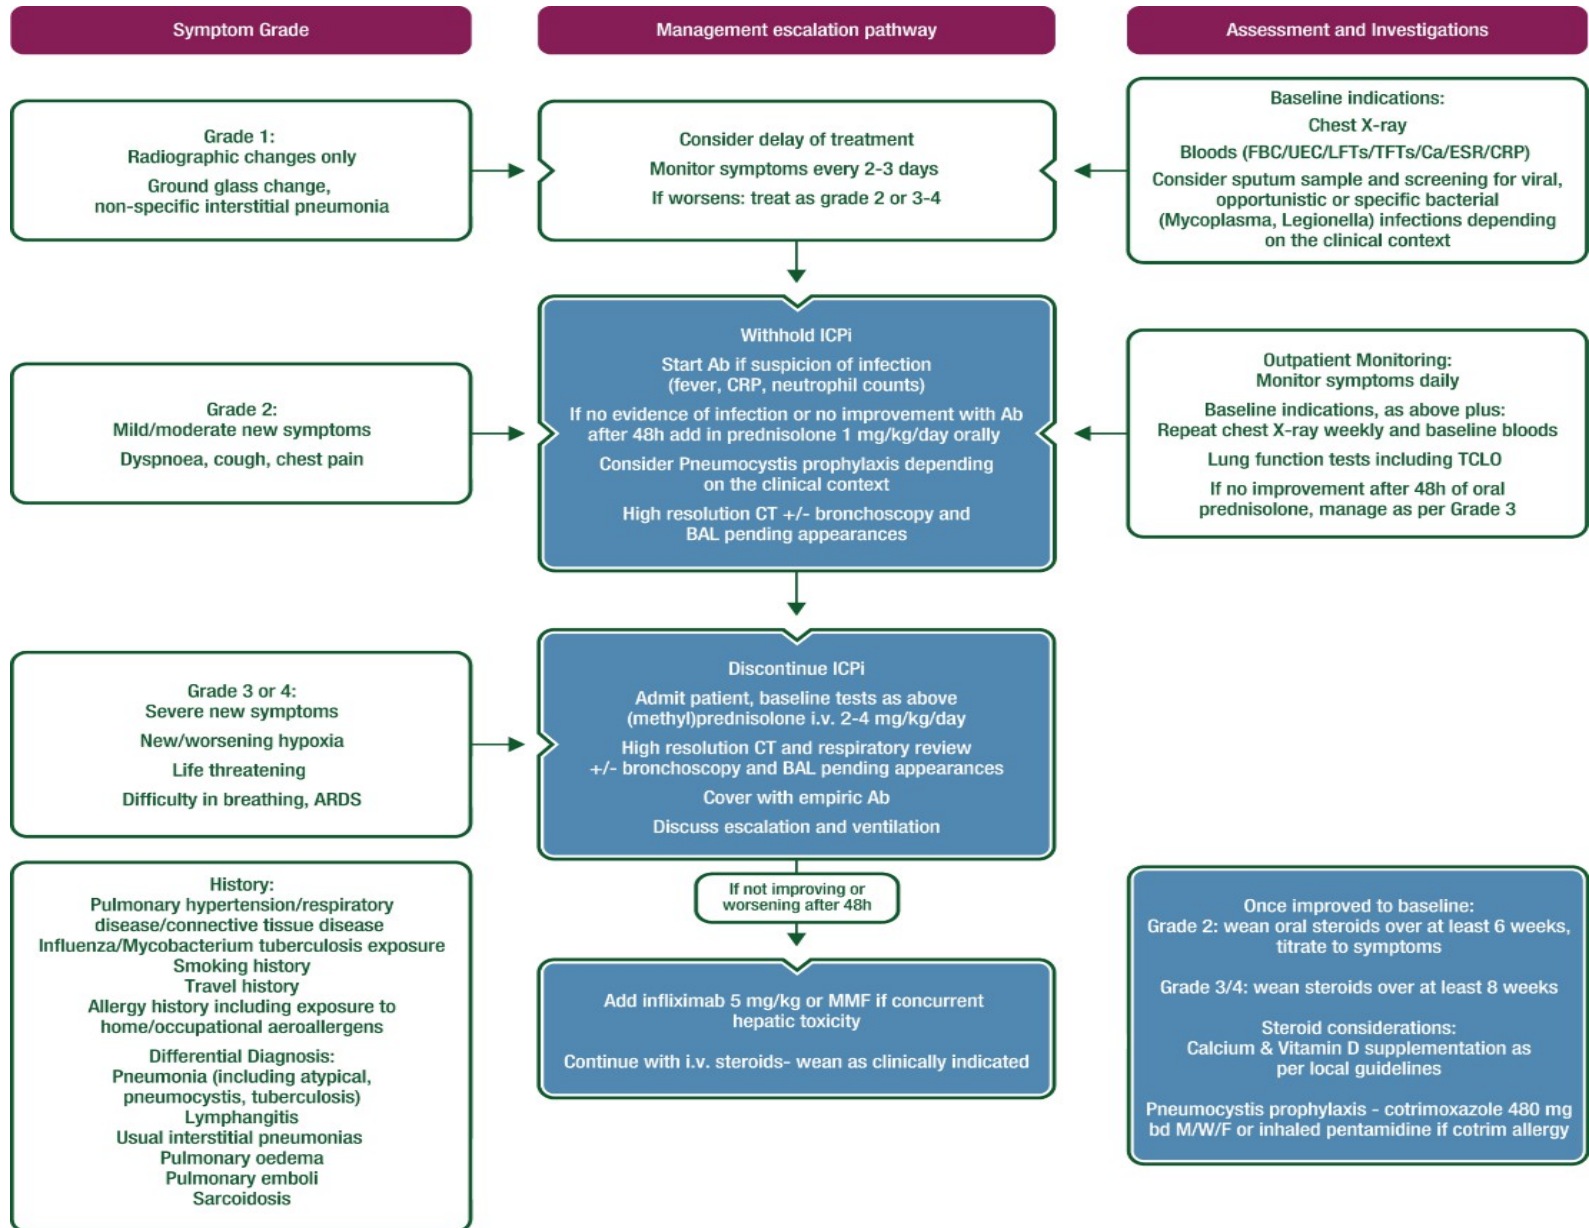 Symptom Grade
Management escalation pathway
Assessment and Investigations
Grade 1:
Radiographic changes only
Ground glass change,
non-specific interstitial pneumonia
Consider delay of treatment
Monitor symptoms every 2-3 days
If worsens: treat as grade 2 or 3-4
Baseline indications:
Chest X-ray
Bloods (FBC/UEC/LFTs/TFTs/Ca/ESR/CRP)
Consider sputum sample and screening for viral,
opportunistic or specific bacterial
(Mycoplasma, Legionella) infections depending
on the clinical context
Grade 2:
Mild/moderate new symptoms
Dyspnoea, cough, chest pain
Withhold ICPi
Start Ab if suspicion of infection
(fever, CRP, neutrophil counts)
If no evidence of infection or no improvement with Ab
after 48h add in prednisolone 1 mg/kg/day orally
Consider Pneumocystis prophylaxis depending
on the clinical context
High resolution CT +/- bronchoscopy and
BAL pending appearances
Outpatient Monitoring:
Monitor symptoms daily
Baseline indications, as above plus:
Repeat chest X-ray weekly and baseline bloods
Lung function tests including TCLO
If no improvement after 48h of oral
prednisolone, manage as per Grade 3
Grade 3 or 4:
Severe new symptoms
New/worsening hypoxia
Life threatening
Difficulty in breathing, ARDS
Discontinue ICPi
Admit patient, baseline tests as above
(methyl)prednisolone i.v. 2-4 mg/kg/day
High resolution CT and respiratory review
+/- bronchoscopy and BAL pending appearances
Cover with empiric Ab
Discuss escalation and ventilation
If not improving or
worsening after 48h
Add infliximab 5 mg/kg or MMF if concurrent
hepatic toxicity
Continue with i.v. steroids- wean as clinically indicated
History:
Pulmonary hypertension/respiratory
disease/connective tissue disease
Influenza/Mycobacterium tuberculosis exposure
Smoking history
Travel history
Allergy history including exposure to
home/occupational aeroallergens
Differential Diagnosis:
Pneumonia (including atypical,
pneumocystis, tuberculosis)
Lymphangitis
Usual interstitial pneumonias
Pulmonary oedema
Pulmonary emboli
Sarcoidosis
Once improved to baseline:
Grade 2: wean oral steroids over at least 6 weeks,
titrate to symptoms
Grade 3/4: wean steroids over at least 8 weeks
Steroid considerations:
Calcium & Vitamin D supplementation as
per local guidelines
Pneumocystis prophylaxis - cotrimoxazole 480 mg
bd M/W/F or inhaled pentamidine if cotrim allergy